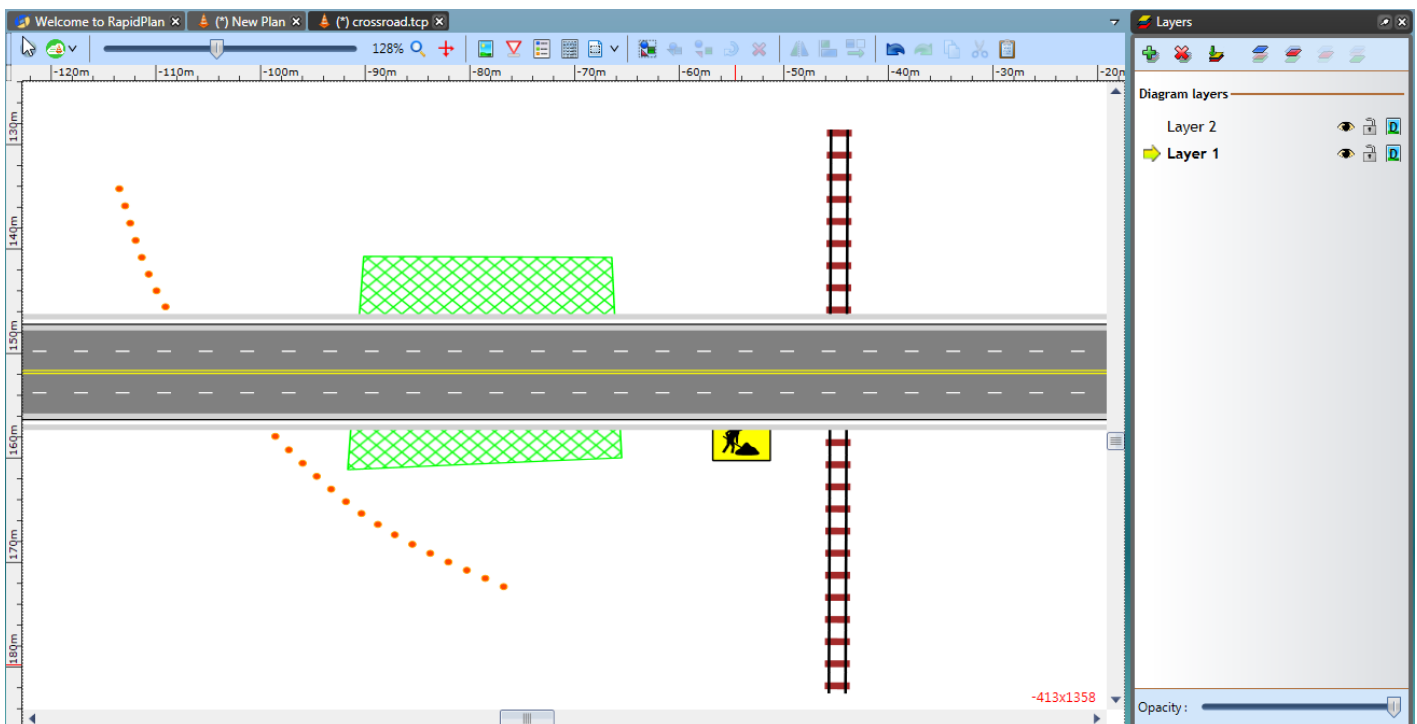 Welcome to RapidPlan × (*) New Plan × (*) crossroad.tcp ×
Layers
128%
-120m -110m -100m -90m -80m -70m -60m -50m -40m -30m -20m
130m
140m
150m
160m
170m
180m
Diagram layers
Layer 2 D
Layer 1 D
-413x1358
Opacity :